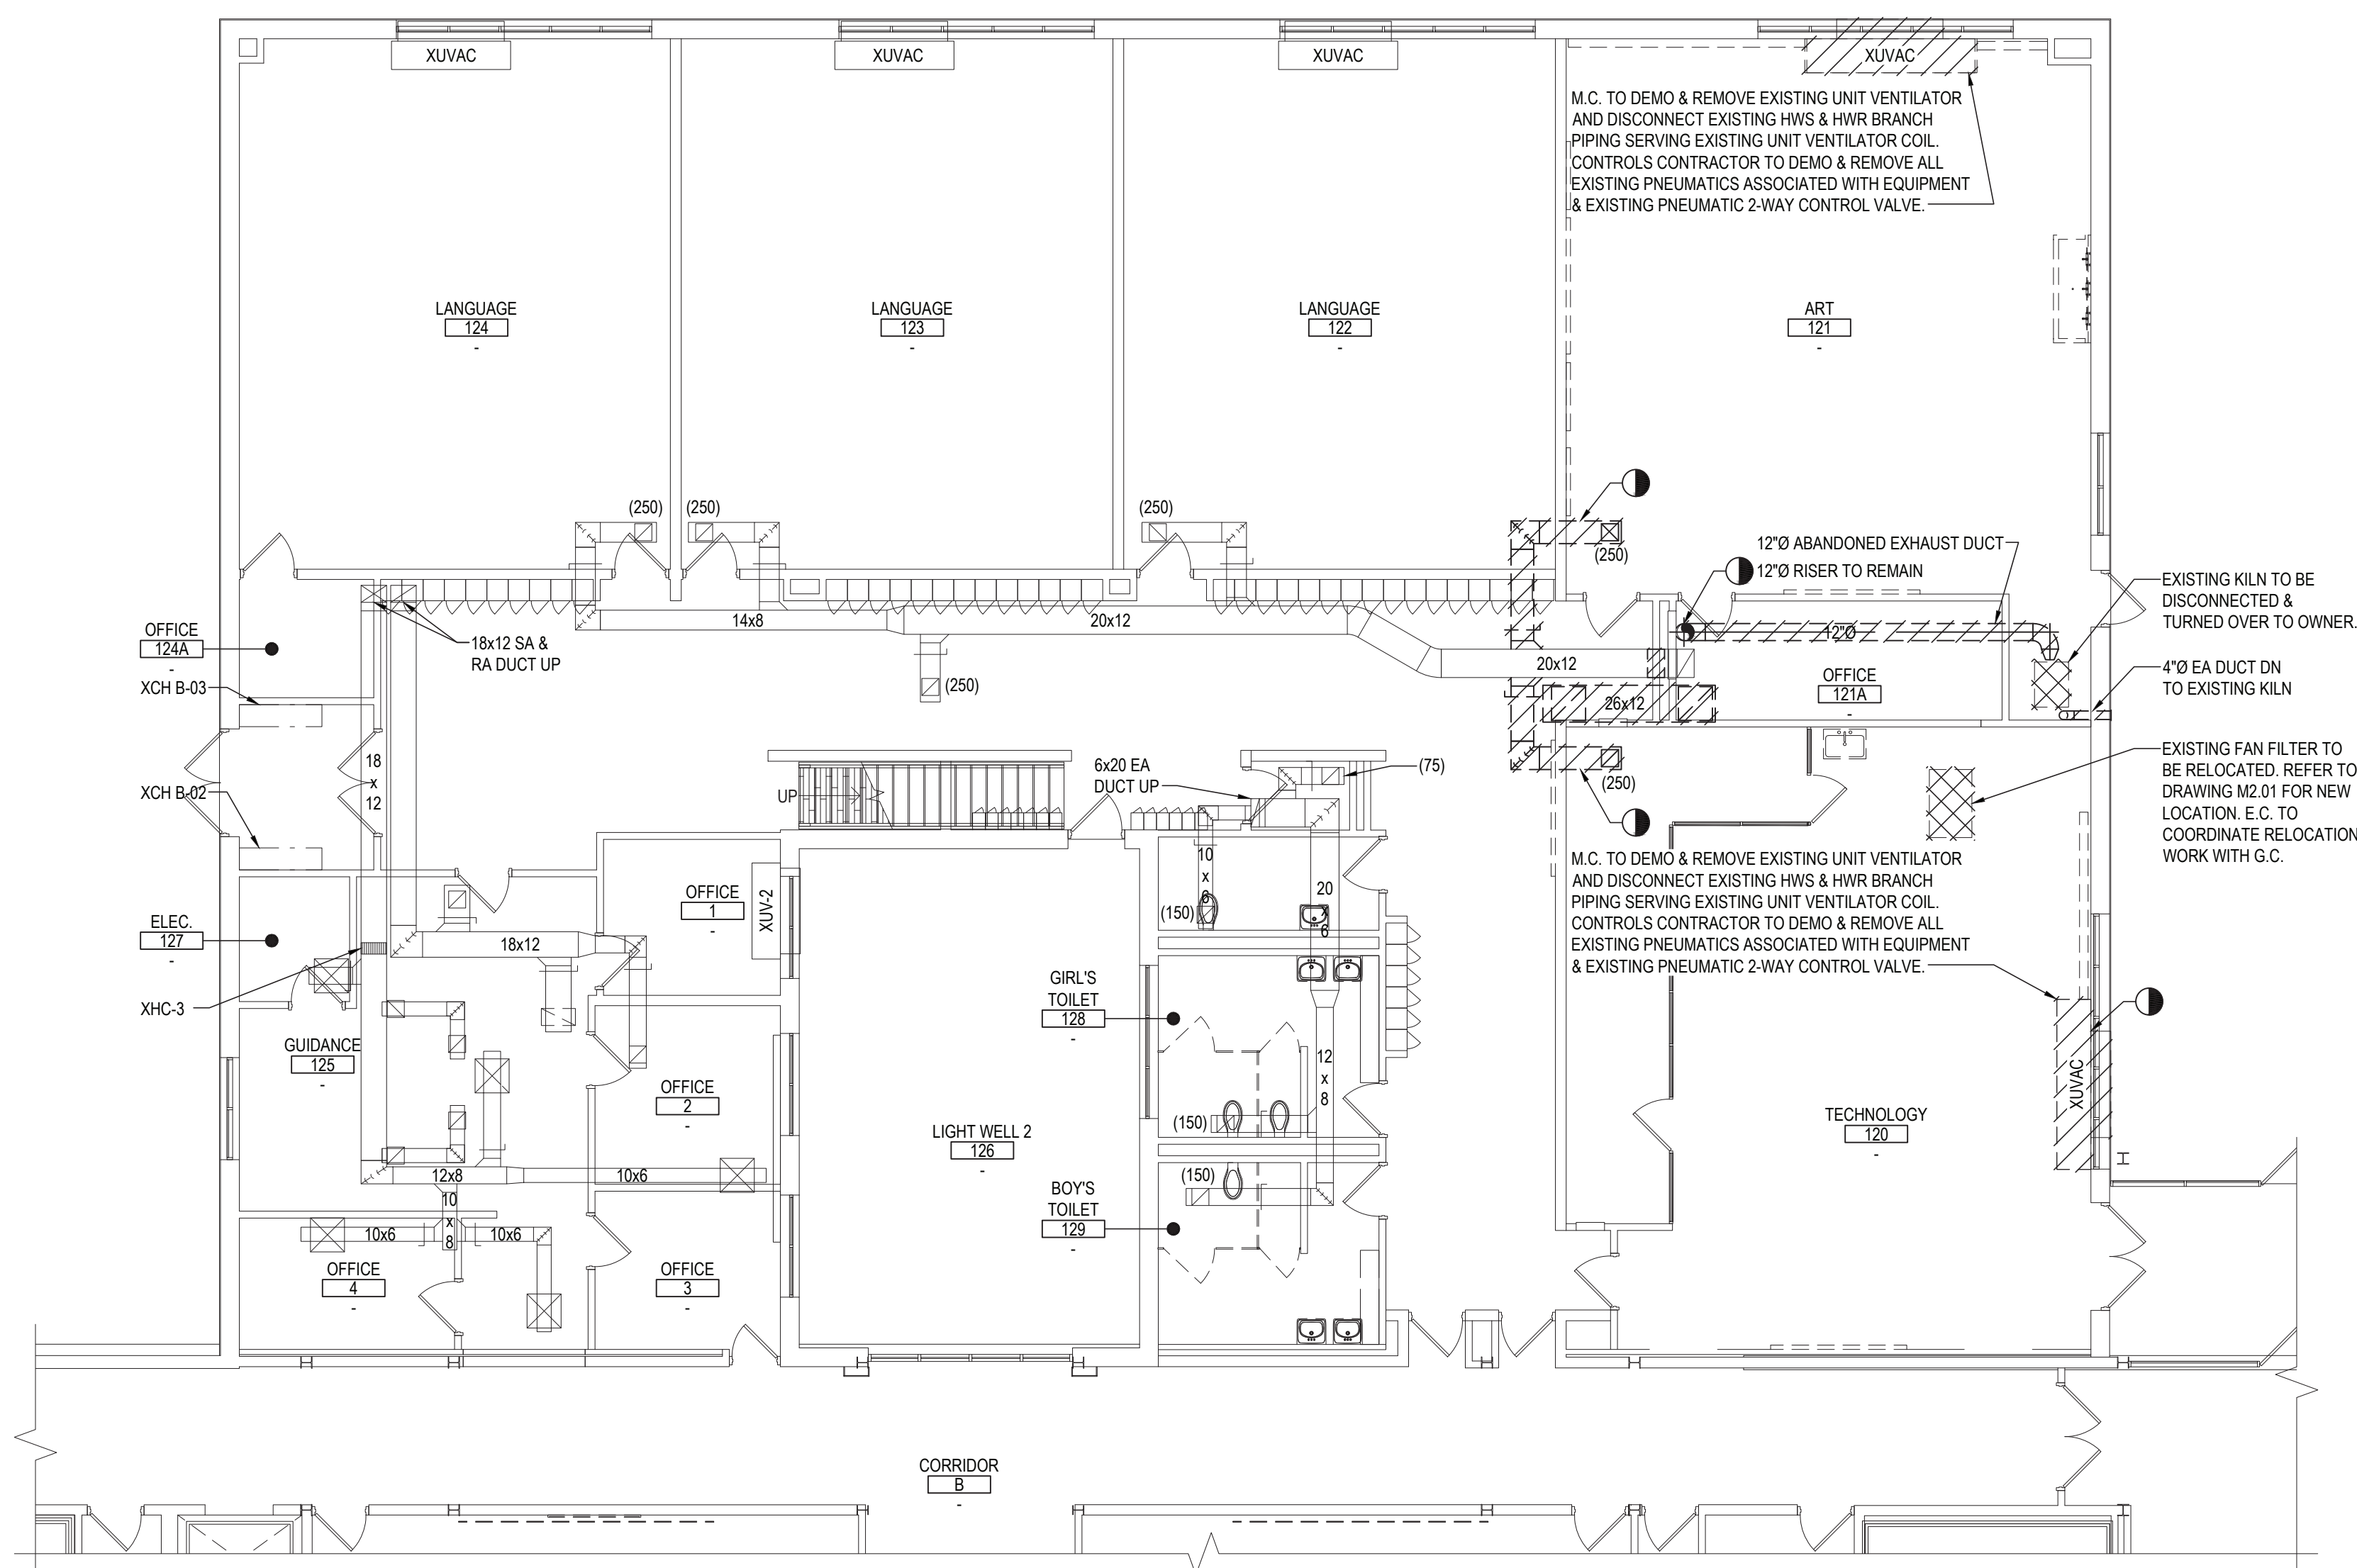 XUVAC
XUVAC
XUVAC
XUVAC
M.C. TO DEMO & REMOVE EXISTING UNIT VENTILATOR
AND DISCONNECT EXISTING HWS & HWR BRANCH
PIPING SERVING EXISTING UNIT VENTILATOR COIL.
CONTROLS CONTRACTOR TO DEMO & REMOVE ALL
EXISTING PNEUMATICS ASSOCIATED WITH EQUIPMENT
& EXISTING PNEUMATIC 2-WAY CONTROL VALVE.
LANGUAGE
124
-
LANGUAGE
123
-
LANGUAGE
122
-
ART
121
-
(250)
(250)
(250)
(250)
12"Ø ABANDONED EXHAUST DUCT
12"Ø RISER TO REMAIN
EXISTING KILN TO BE
DISCONNECTED &
TURNED OVER TO OWNER.
14x8
20x12
12"Ø
OFFICE
124A
-
18x12 SA &
RA DUCT UP
20x12
(250)
26x12
OFFICE
121A
-
4"Ø EA DUCT DN
TO EXISTING KILN
XCH B-03
18
x
12
XCH B-02
UP
6x20 EA
DUCT UP
(75)
(250)
EXISTING FAN FILTER TO
BE RELOCATED. REFER TO
DRAWING M2.01 FOR NEW
LOCATION. E.C. TO
COORDINATE RELOCATION
WORK WITH G.C.
M.C. TO DEMO & REMOVE EXISTING UNIT VENTILATOR
AND DISCONNECT EXISTING HWS & HWR BRANCH
PIPING SERVING EXISTING UNIT VENTILATOR COIL.
CONTROLS CONTRACTOR TO DEMO & REMOVE ALL
EXISTING PNEUMATICS ASSOCIATED WITH EQUIPMENT
& EXISTING PNEUMATIC 2-WAY CONTROL VALVE.
10
x
6
20
x
6
(150)
OFFICE
1
-
XUV-2
ELEC.
127
-
18x12
XHC-3
GIRL'S
TOILET
128
-
GUIDANCE
125
-
12
x
8
XUVAC
OFFICE
2
-
(150)
LIGHT WELL 2
126
-
TECHNOLOGY
120
-
12x8
10x6
(150)
BOY'S
TOILET
129
-
10
x
8
10x6
10x6
OFFICE
4
-
OFFICE
3
-
CORRIDOR
B
-